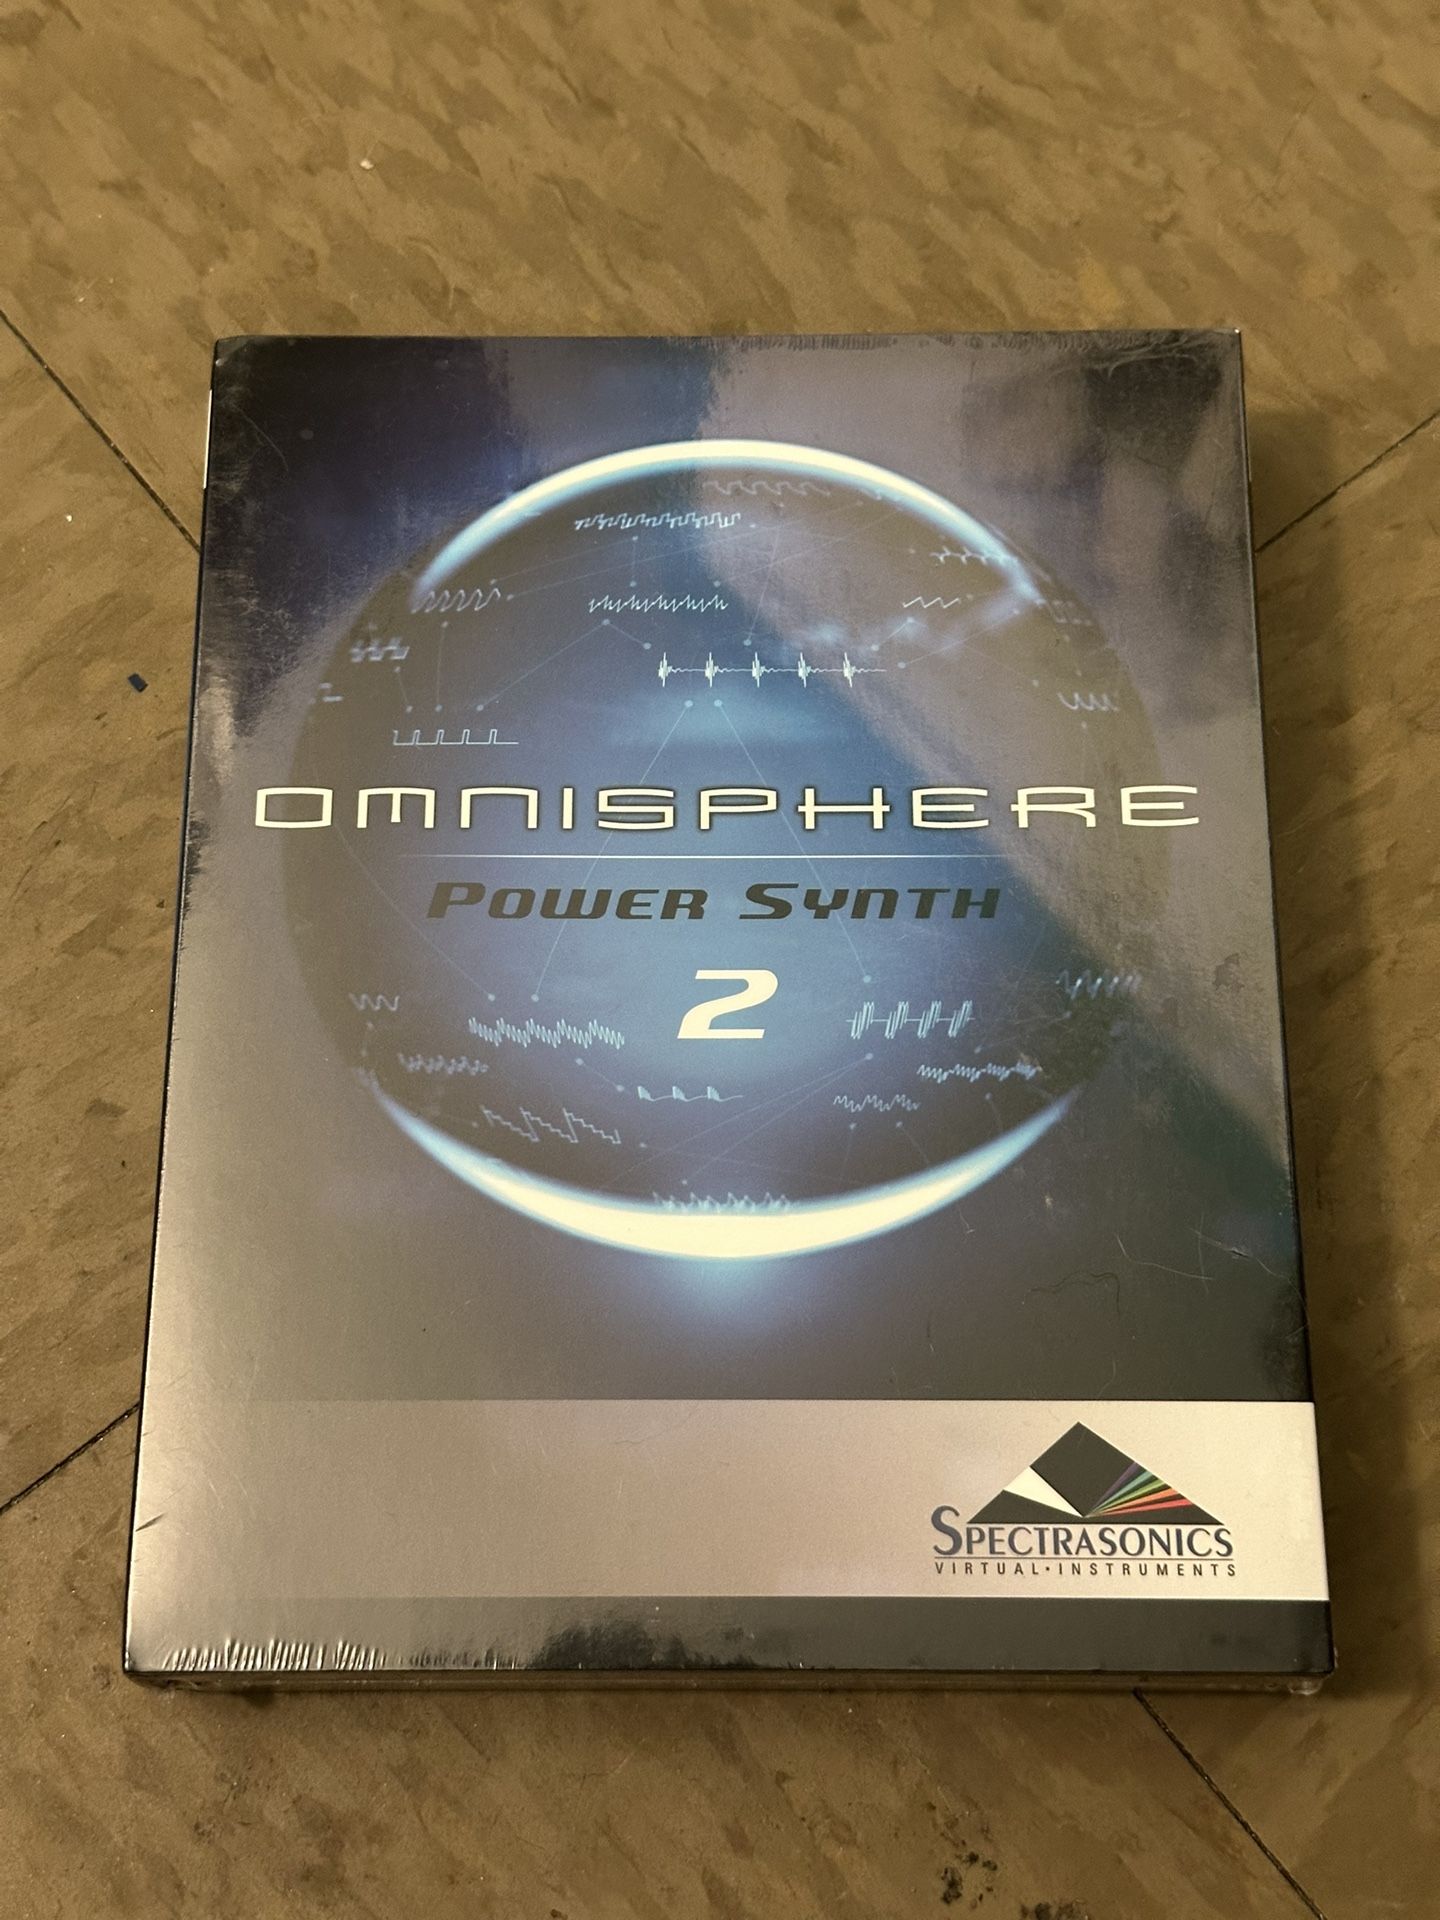 OMNISPHERE
POWER SYNTH
2
SPECTRASONICS
VIRTUAL•INSTRUMENTS